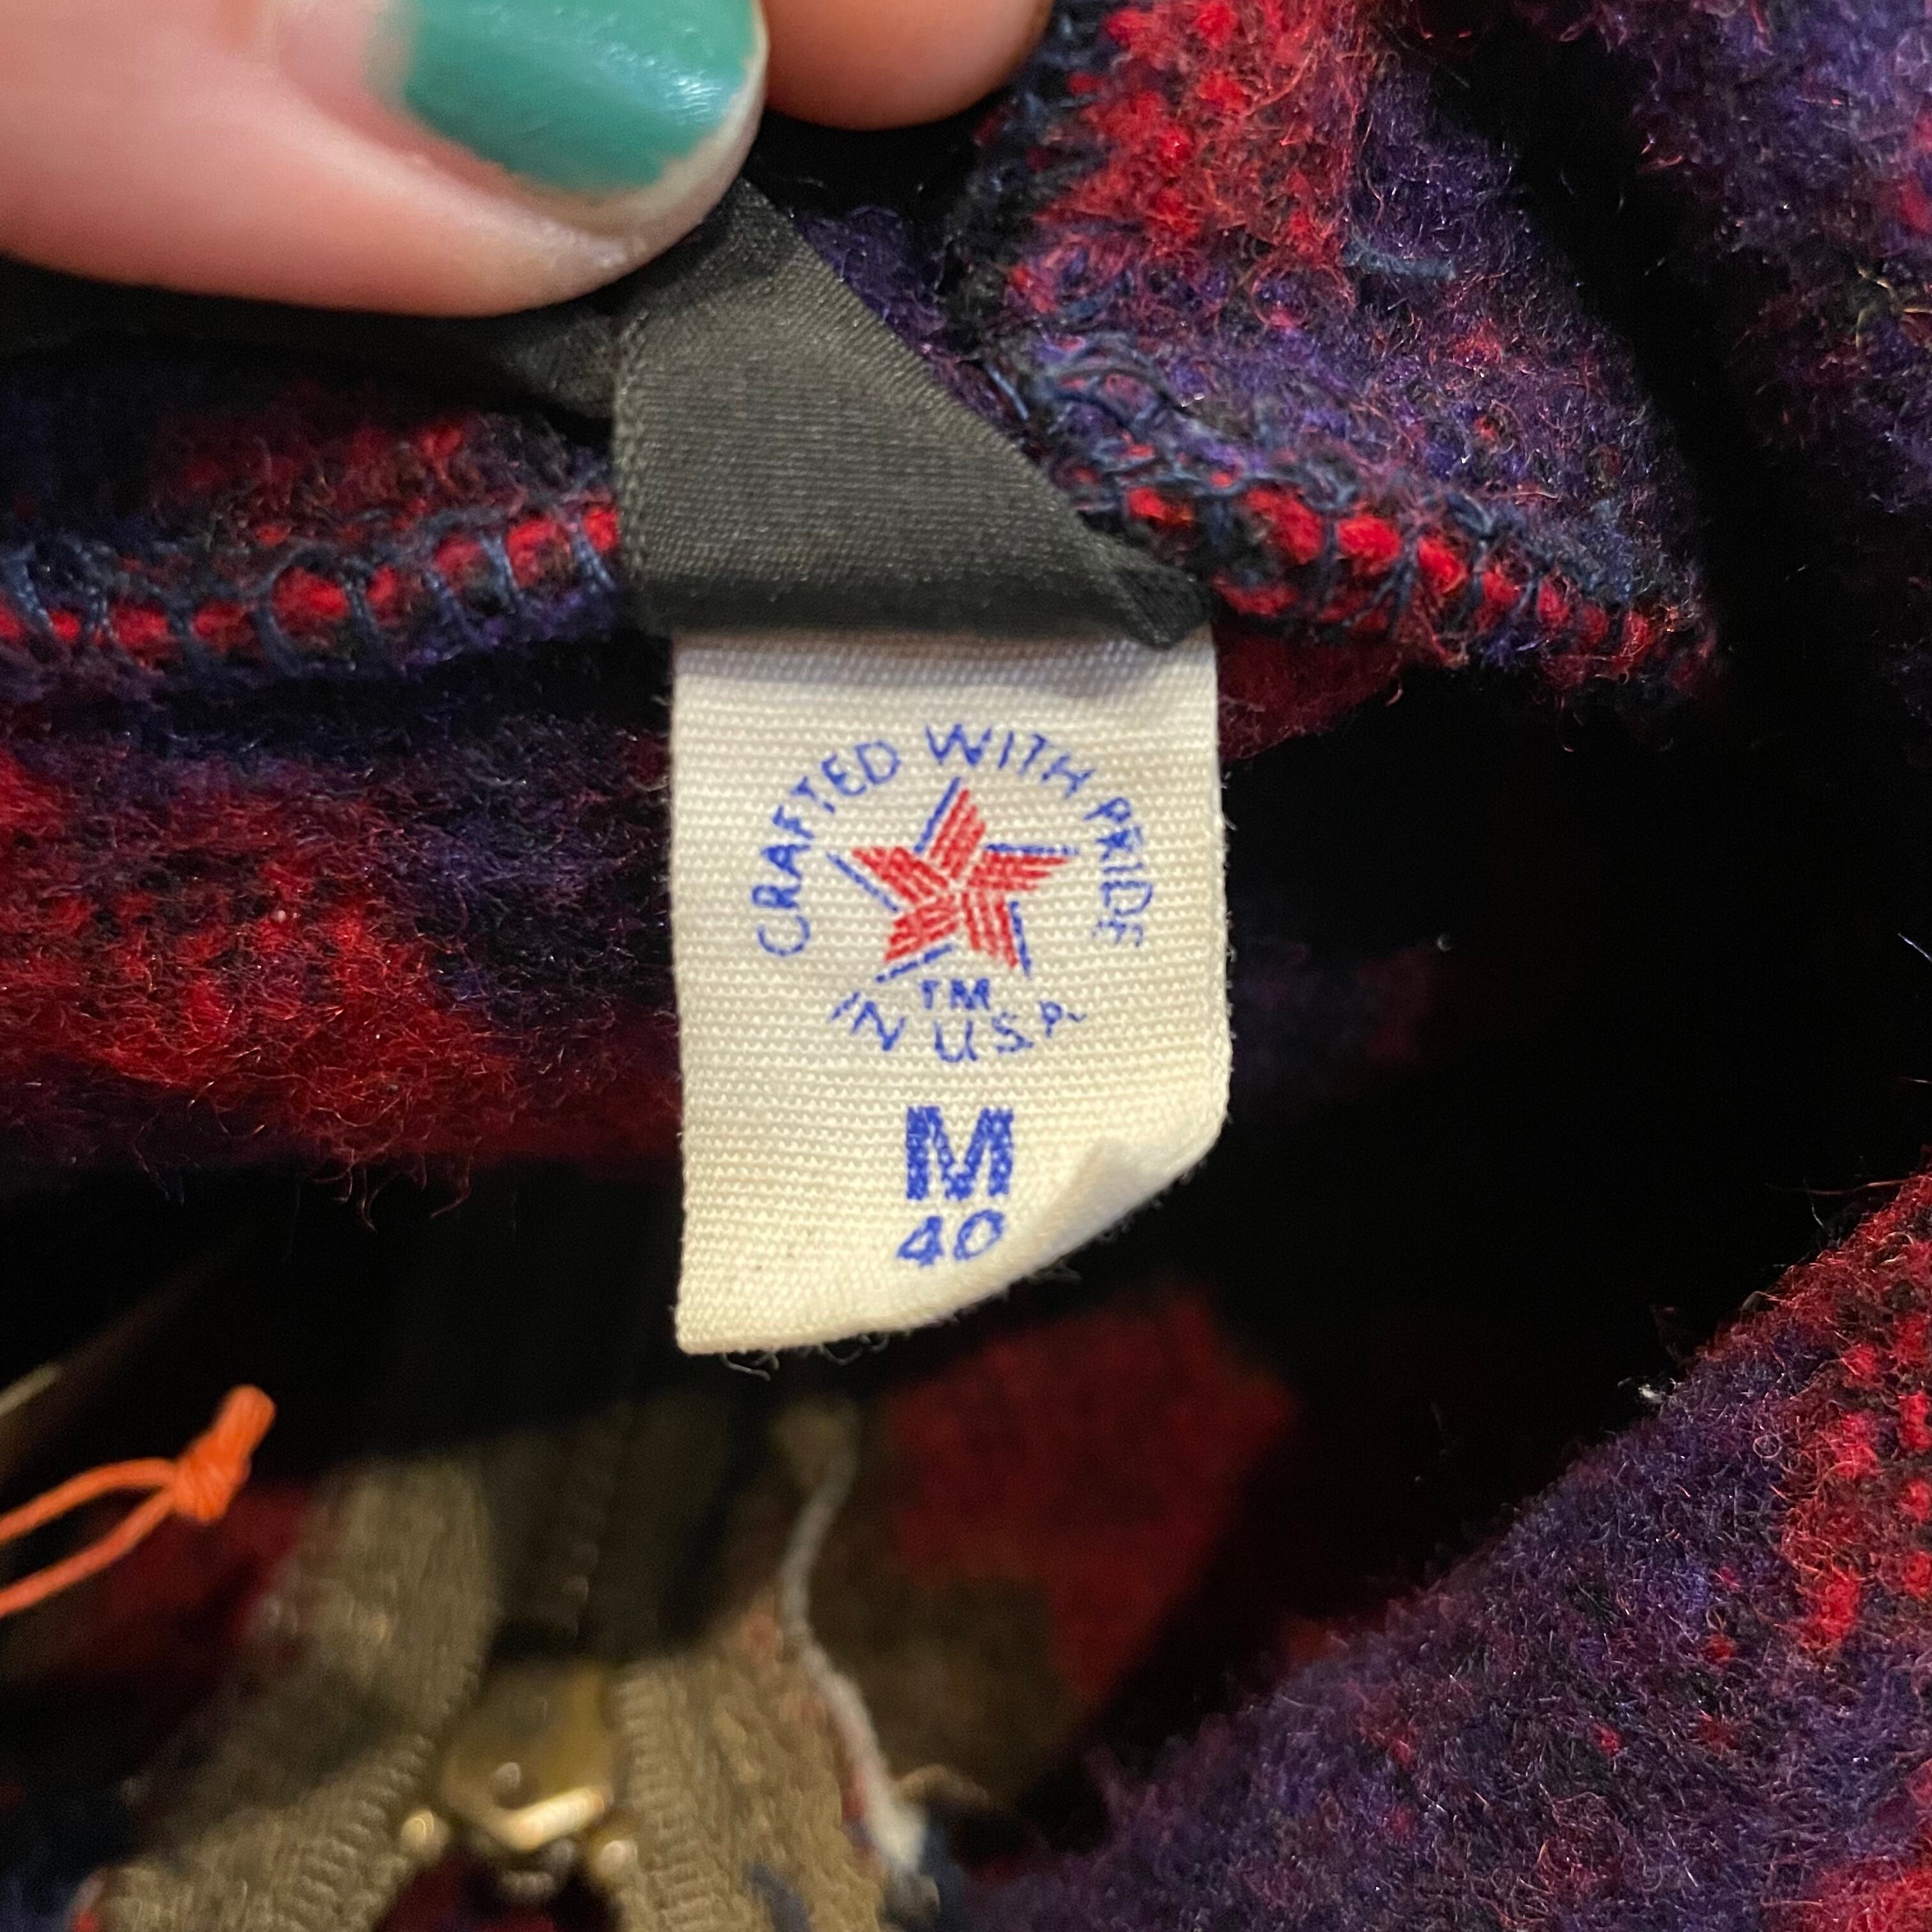 CRAFTED WITH PRIDE
TM
IN U.S.A.
M
40